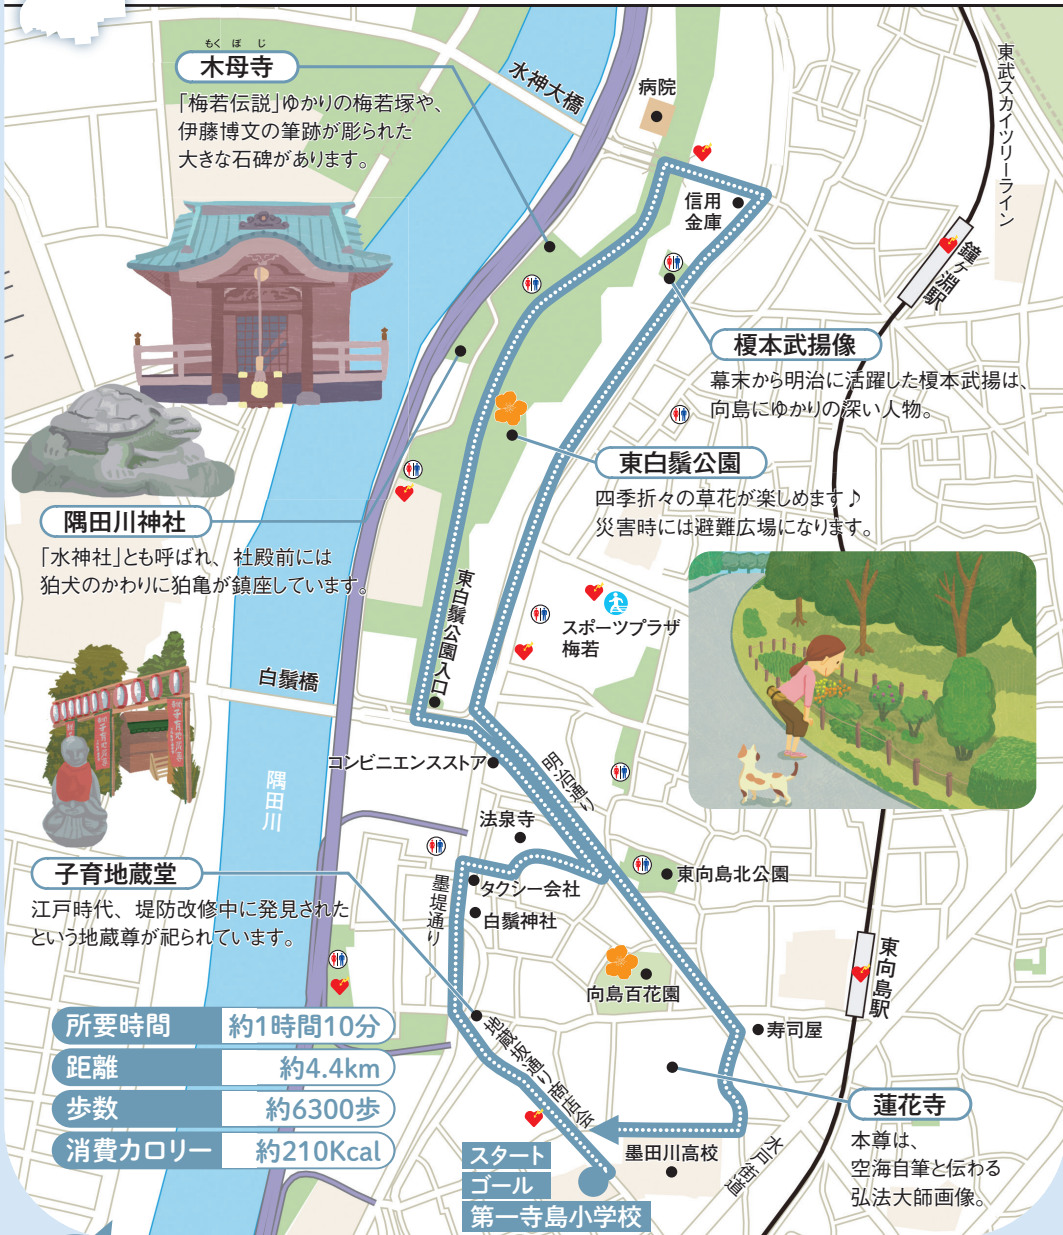 もくぼじ
木母寺
「梅若伝説」ゆかりの梅若塚や、
伊藤博文の筆跡が彫られた
大きな石碑があります。
水神大橋
病院
東武スカイツリーライン
信用
金庫
鐘ヶ淵駅
榎本武揚像
幕末から明治に活躍した榎本武揚は、
向島にゆかりの深い人物。
東白鬚公園
四季折々の草花が楽しめます♪
災害時には避難広場になります。
隅田川神社
「水神社」とも呼ばれ、社殿前には
狛犬のかわりに狛亀が鎮座しています。
東白鬚公園入口
スポーツプラザ
梅若
白鬚橋
隅田川
コンビニエンスストア
明治通り
法泉寺
子育地蔵堂
江戸時代、堤防改修中に発見された
という地蔵尊が祀られています。
墨堤通り
タクシー会社
白鬚神社
東向島北公園
向島百花園
東向島駅
寿司屋
地蔵坂通り商店会
所要時間 約1時間10分
距離 約4.4km
歩数 約6300歩
消費カロリー 約210Kcal
蓮花寺
本尊は、
空海自筆と伝わる
弘法大師画像。
水戸街道
墨田川高校
スタート
ゴール
第一寺島小学校